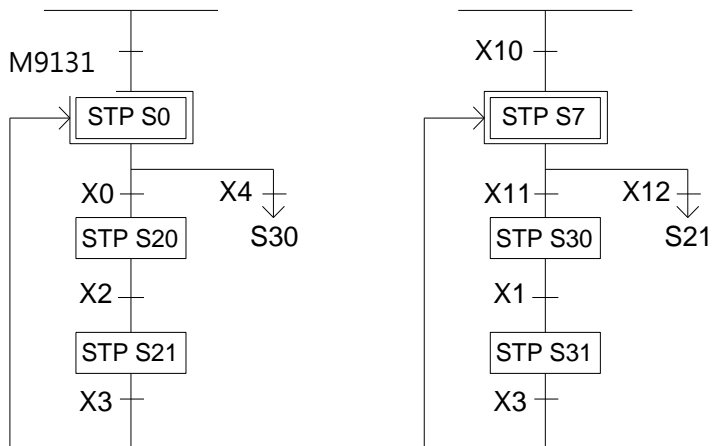 M9131
STP S0
X0
X4
S30
STP S20
X2
STP S21
X3
X10
STP S7
X11
X12
S21
STP S30
X1
STP S31
X3